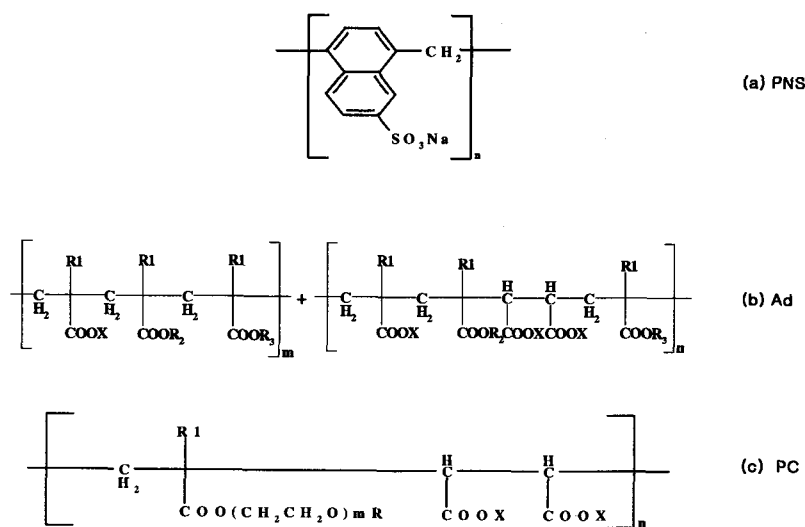 CH2
SO3Na
n
(a) PNS
R1 R1 R1 R1 R1 R1
H H
C C C + C C C C C
H2 H2 H2 H2 H2 H2
(b) Ad
COOX COOR2 COOR3 COOX COOR2 COOX COOX COOR3
m n
R1
H H
C C C
H2
(c) PC
COO(CH2CH2O)mR COOX COOX
n